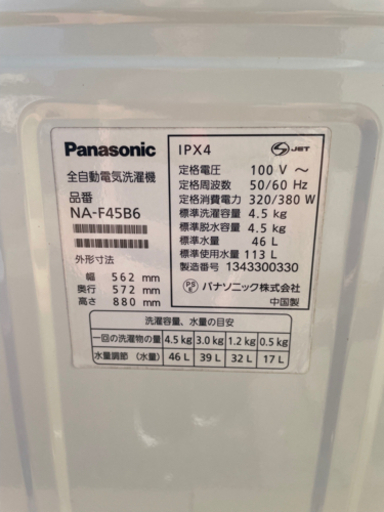 Panasonic
全自動電気洗濯機
品番
NA-F45B6
外形寸法
幅 562 mm
奥行 572 mm
高さ 880 mm
IPX4
S JET
定格電圧 100 V ～
定格周波数 50/60 Hz
定格消費電力 320/380 W
標準洗濯容量 4.5 kg
標準脱水容量 4.5 kg
標準水量 46 L
標準使用水量 113 L
製造番号 1343300330
PS E パナソニック株式会社
中国製
洗濯容量、水量の目安
一回の洗濯物の量 4.5 kg 3.0 kg 1.2 kg 0.5 kg
水量調節（水量） 46 L 39 L 32 L 17 L